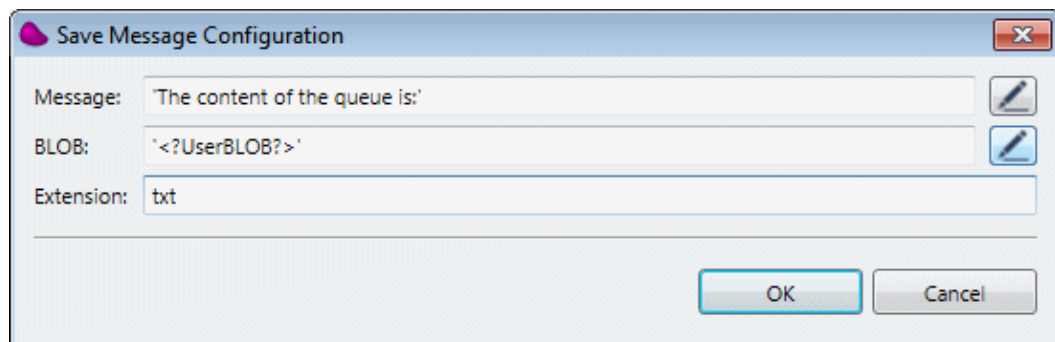 Save Message Configuration
Message: 'The content of the queue is:'
BLOB: '<?UserBLOB?>'
Extension: txt
OK Cancel